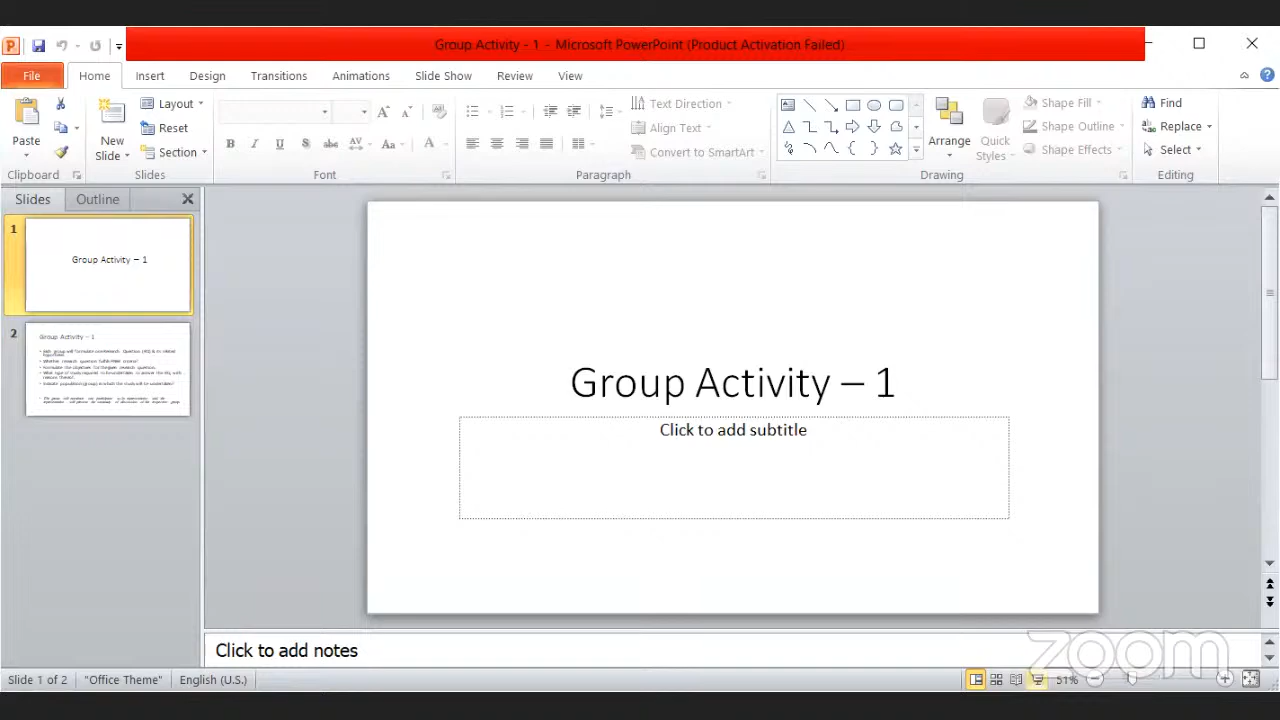 Group Activity - 1 - Microsoft PowerPoint (Product Activation Failed)
File Home Insert Design Transitions Animations Slide Show Review View
Paste
Clipboard
New
Slide
Layout
Reset
Section
Slides
Font
Text Direction
Align Text
Convert to SmartArt
Paragraph
Arrange
Quick
Styles
Shape Fill
Shape Outline
Shape Effects
Drawing
Find
Replace
Select
Editing
Slides Outline
1
Group Activity – 1
2
Group Activity – 1
Group Activity – 1
Click to add subtitle
Click to add notes
Slide 1 of 2 "Office Theme" English (U.S.) 51%
zoom